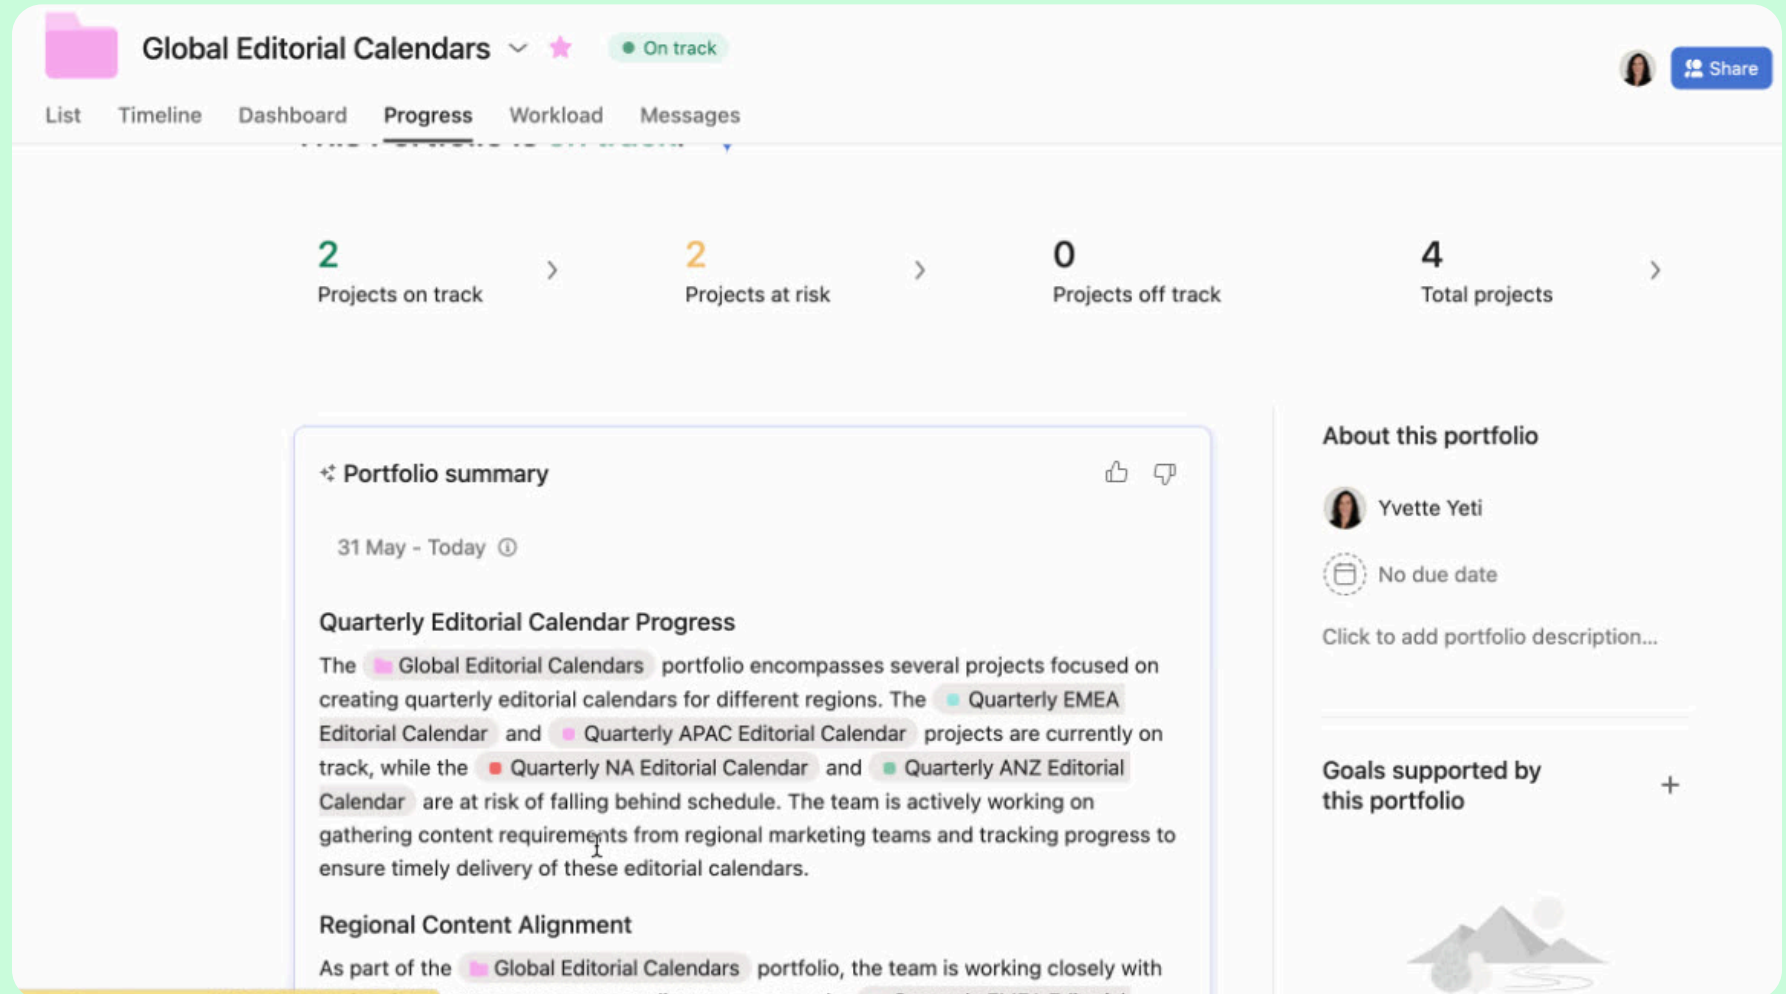 Global Editorial Calendars
On track
Share
List Timeline Dashboard Progress Workload Messages
2
Projects on track
2
Projects at risk
0
Projects off track
4
Total projects
Portfolio summary
31 May - Today
Quarterly Editorial Calendar Progress
The Global Editorial Calendars portfolio encompasses several projects focused on
creating quarterly editorial calendars for different regions. The Quarterly EMEA
Editorial Calendar and Quarterly APAC Editorial Calendar projects are currently on
track, while the Quarterly NA Editorial Calendar and Quarterly ANZ Editorial
Calendar are at risk of falling behind schedule. The team is actively working on
gathering content requirements from regional marketing teams and tracking progress to
ensure timely delivery of these editorial calendars.
Regional Content Alignment
As part of the Global Editorial Calendars portfolio, the team is working closely with
About this portfolio
Yvette Yeti
No due date
Click to add portfolio description...
Goals supported by
this portfolio